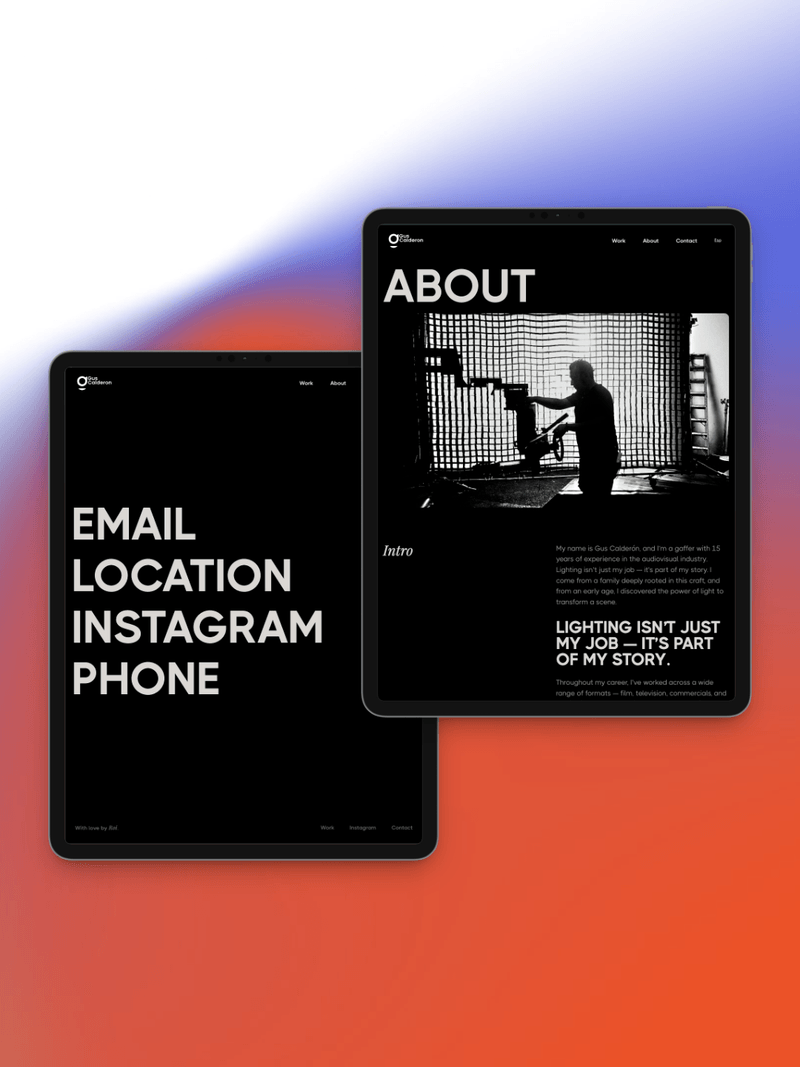 Gus
Calderon
Work About
EMAIL
LOCATION
INSTAGRAM
PHONE
With love by
Work Instagram Contact
Gus
Calderon
Work About Contact
ABOUT
Intro
My name is Gus Calderón, and I'm a gaffer with 15
years of experience in the audiovisual industry.
Lighting isn't just my job — it's part of my story. I
come from a family deeply rooted in this craft, and
from an early age, I discovered the power of light to
transform a scene.
LIGHTING ISN'T JUST
MY JOB — IT'S PART
OF MY STORY.
Throughout my career, I've worked across a wide
range of formats — film, television, commercials, and